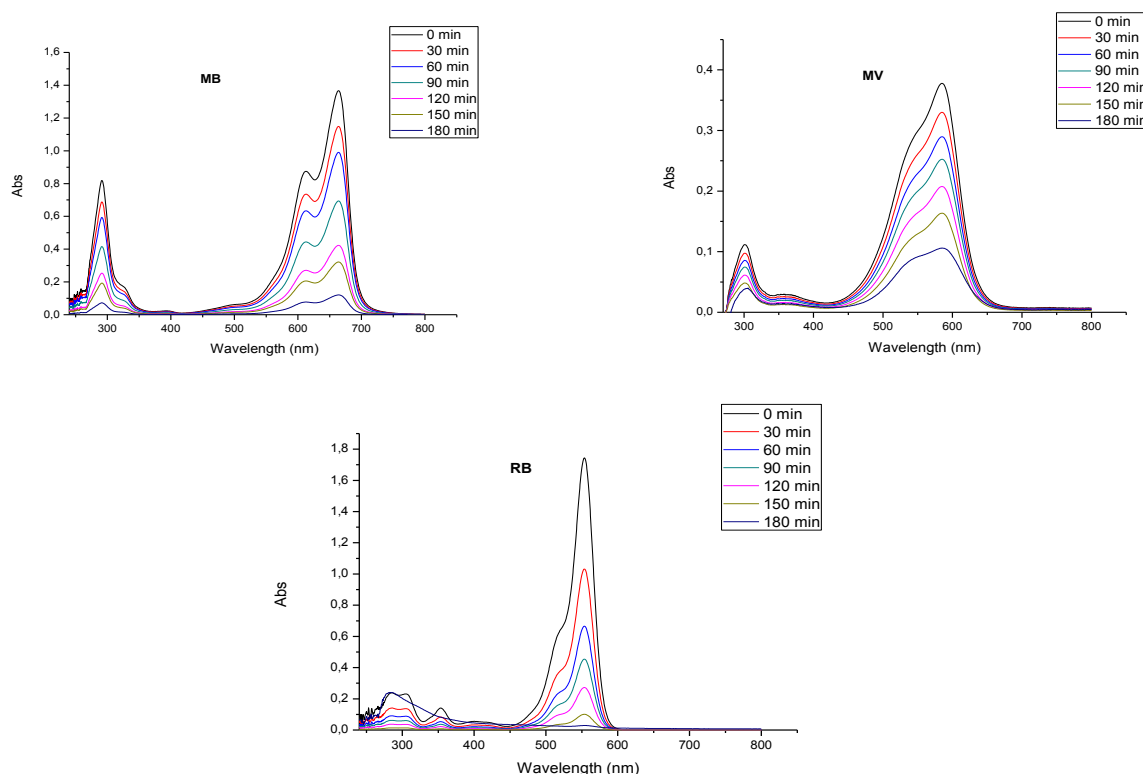 MB
0 min
30 min
60 min
90 min
120 min
150 min
180 min
1,6
1,4
1,2
1,0
0,8
0,6
0,4
0,2
0,0
Abs
300 400 500 600 700 800
Wavelength (nm)
MV
0 min
30 min
60 min
90 min
120 min
150 min
180 min
0,4
0,3
0,2
0,1
0,0
Abs
300 400 500 600 700 800
Wavelength (nm)
RB
0 min
30 min
60 min
90 min
120 min
150 min
180 min
1,8
1,6
1,4
1,2
1,0
0,8
0,6
0,4
0,2
0,0
Abs
300 400 500 600 700 800
Wavelength (nm)